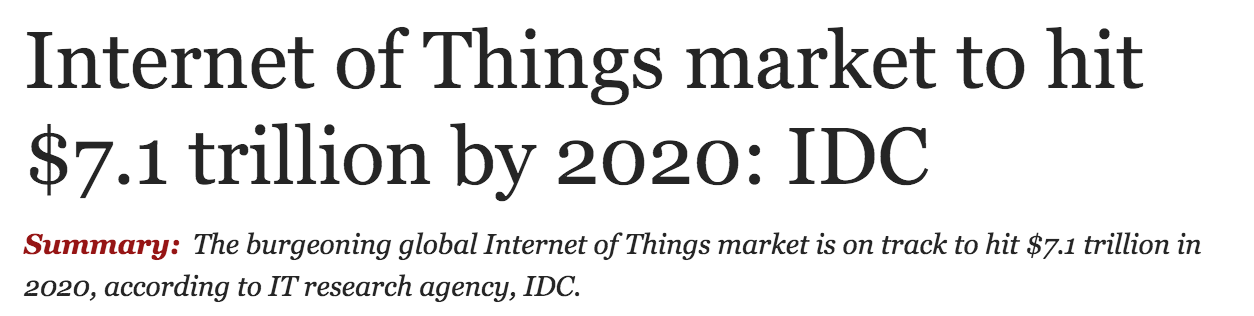 Internet of Things market to hit
$7.1 trillion by 2020: IDC
Summary: The burgeoning global Internet of Things market is on track to hit $7.1 trillion in
2020, according to IT research agency, IDC.